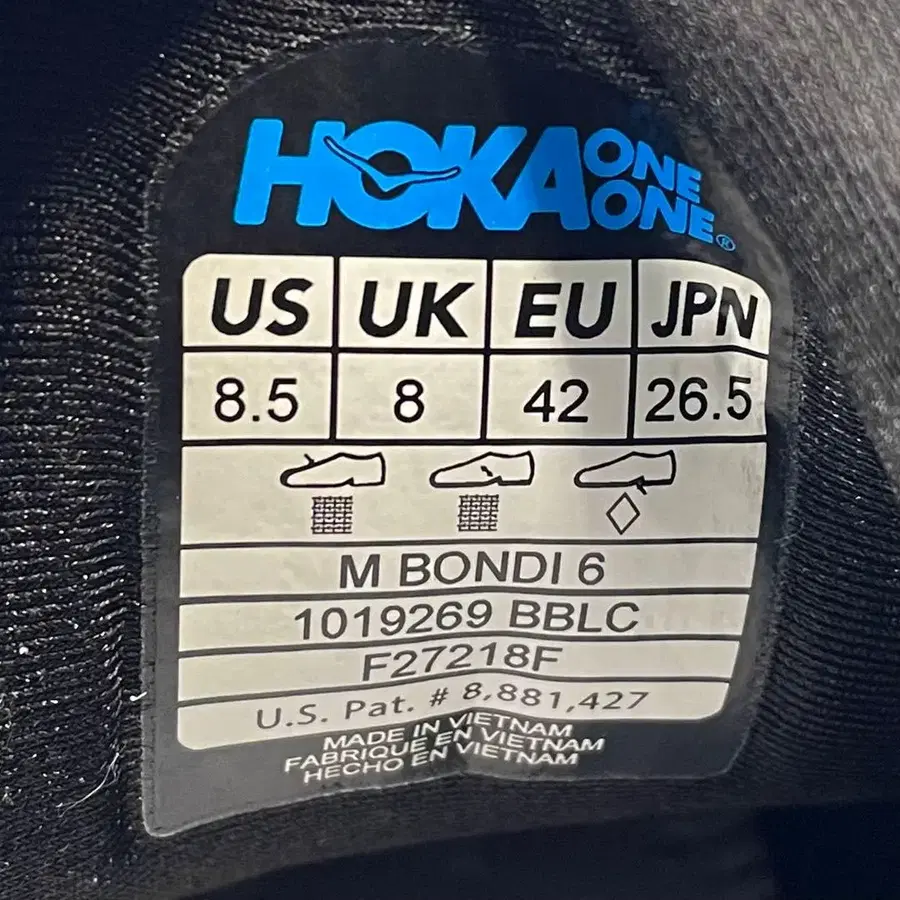 HOKA ONE ONE®
US UK EU JPN
8.5 8 42 26.5
M BONDI 6
1019269 BBLC
F27218F
U.S. Pat. # 8,881,427
MADE IN VIETNAM
FABRIQUE EN VIETNAM
HECHO EN VIETNAM